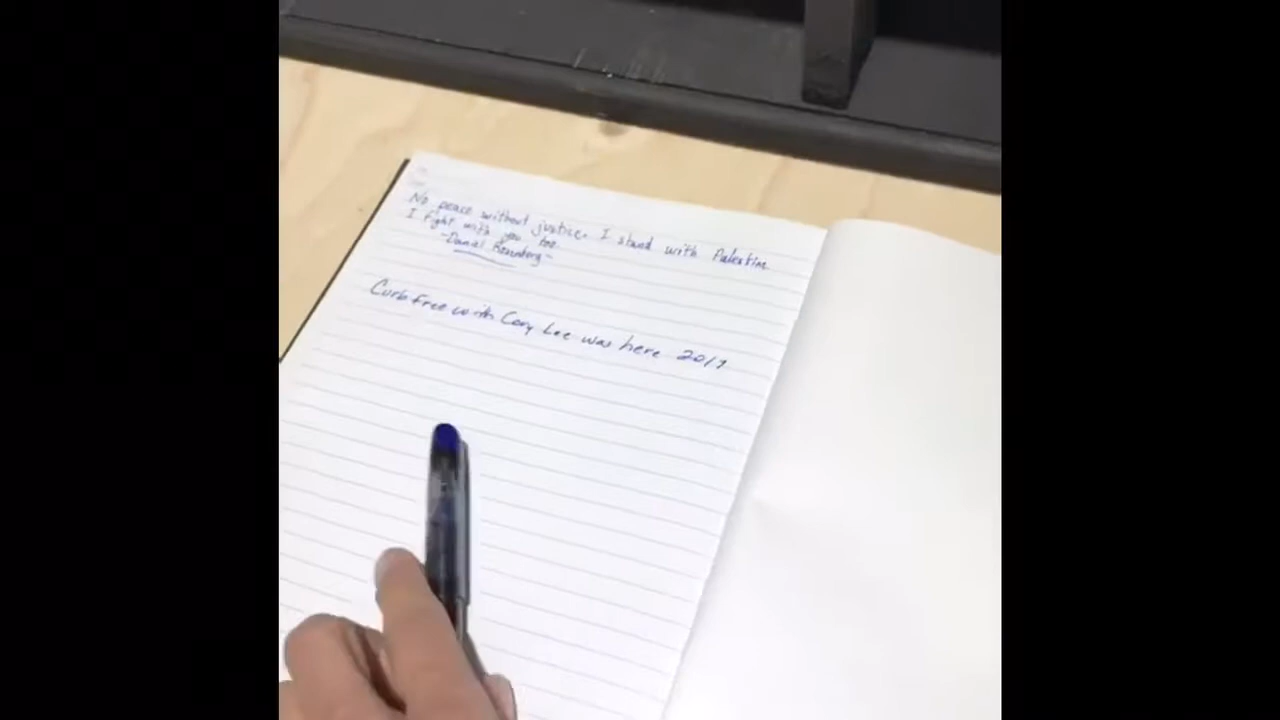 No peace without justice. I stand with Palestine
I fight with you too
-Daniel Rosenberg-
Curb Free with Cory Lee was here 2017